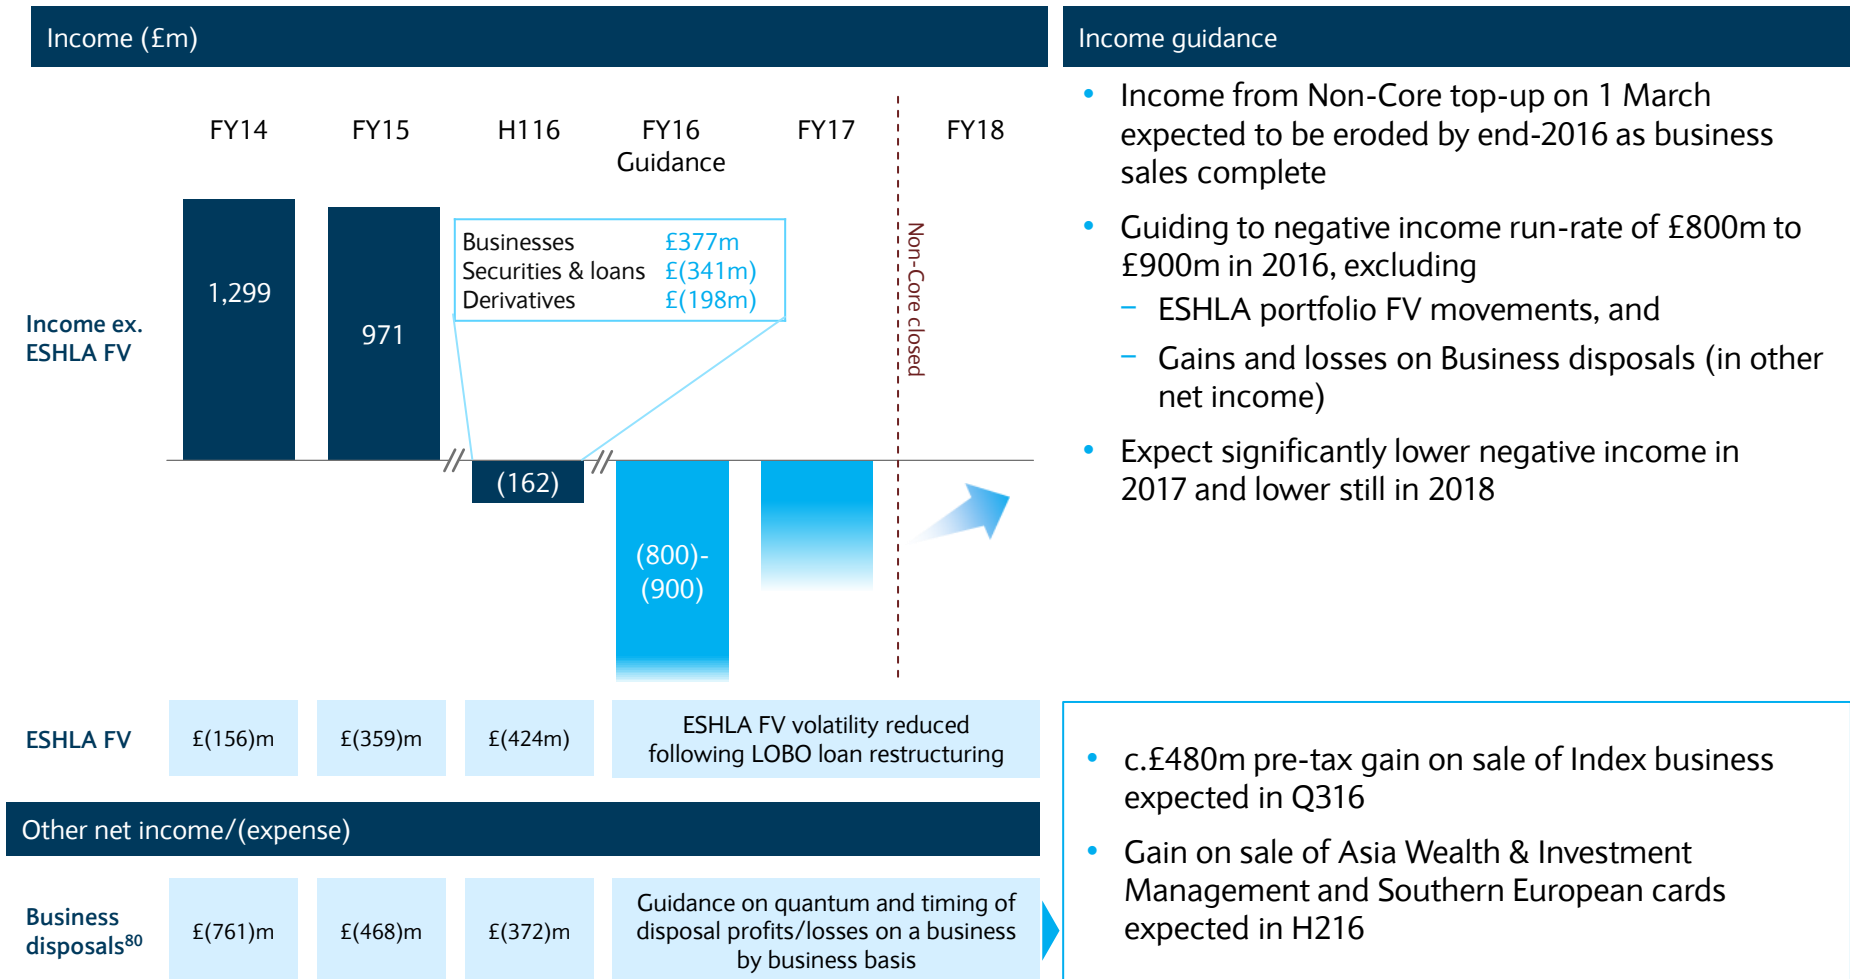 Income (£m)
FY14
FY15
H116
FY16
Guidance
FY17
FY18
Income ex.
ESHLA FV
1,299
971
Businesses £377m
Securities & loans £(341m)
Derivatives £(198m)
(162)
(800)-
(900)
Non-Core closed
ESHLA FV
£(156)m
£(359)m
£(424m)
ESHLA FV volatility reduced
following LOBO loan restructuring
Other net income/(expense)
Business
disposals80
£(761)m
£(468)m
£(372)m
Guidance on quantum and timing of
disposal profits/losses on a business
by business basis
Income guidance
• Income from Non-Core top-up on 1 March
expected to be eroded by end-2016 as business
sales complete
• Guiding to negative income run-rate of £800m to
£900m in 2016, excluding
– ESHLA portfolio FV movements, and
– Gains and losses on Business disposals (in other
net income)
• Expect significantly lower negative income in
2017 and lower still in 2018
• c.£480m pre-tax gain on sale of Index business
expected in Q316
• Gain on sale of Asia Wealth & Investment
Management and Southern European cards
expected in H216